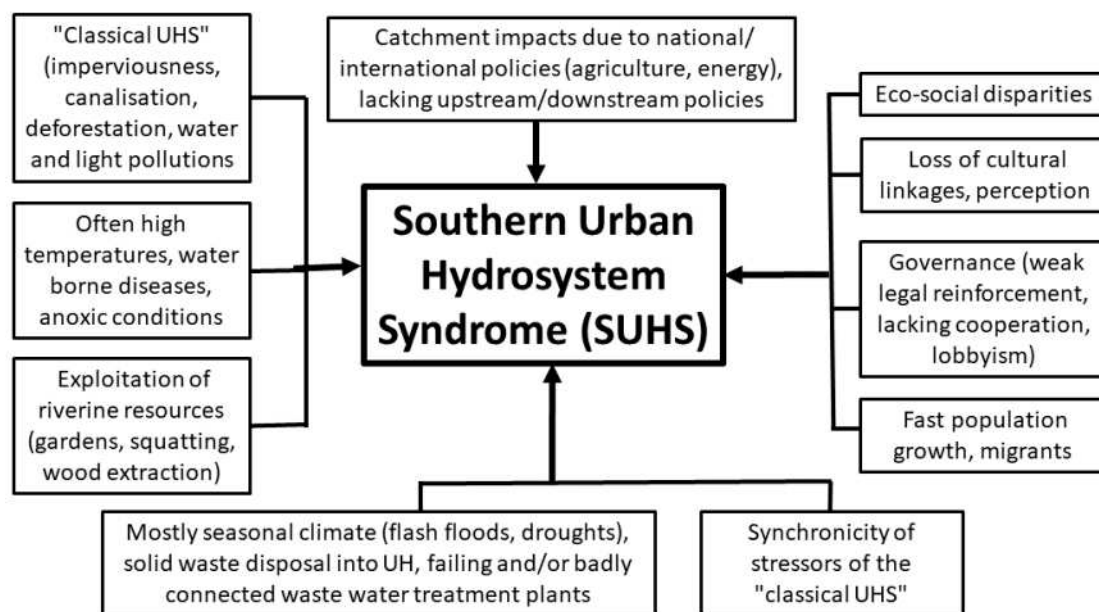 "Classical UHS"
(imperviousness,
canalisation,
deforestation, water
and light pollutions
Often high
temperatures, water
borne diseases,
anoxic conditions
Exploitation of
riverine resources
(gardens, squatting,
wood extraction)
Catchment impacts due to national/
international policies (agriculture, energy),
lacking upstream/downstream policies
Southern Urban
Hydrosystem
Syndrome (SUHS)
Eco-social disparities
Loss of cultural
linkages, perception
Governance (weak
legal reinforcement,
lacking cooperation,
lobbyism)
Fast population
growth, migrants
Mostly seasonal climate (flash floods, droughts),
solid waste disposal into UH, failing and/or badly
connected waste water treatment plants
Synchronicity of
stressors of the
"classical UHS"